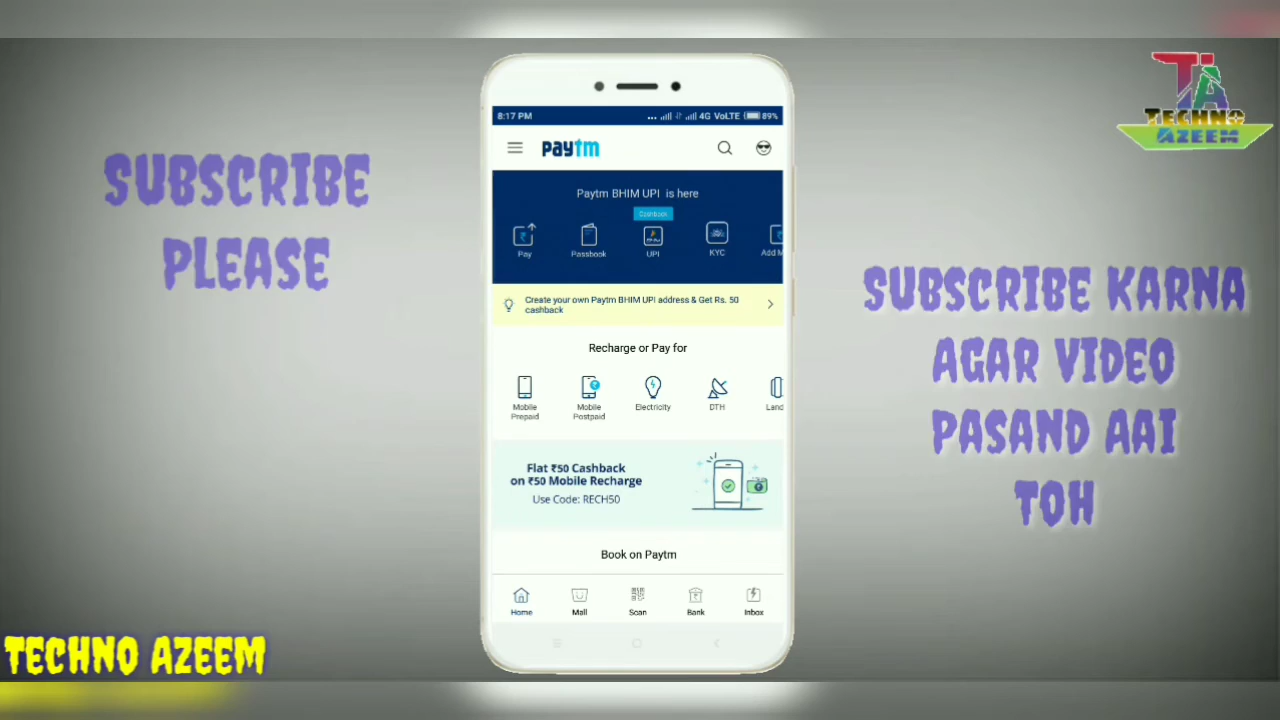 SUBSCRIBE
PLEASE
TECHNO AZEEM
8:17 PM
4G VoLTE 89%
paytm
Paytm BHIM UPI is here
Cashback
Pay
Passbook
UPI
KYC
Add M
Create your own Paytm BHIM UPI address & Get Rs. 50
cashback
Recharge or Pay for
Mobile
Prepaid
Mobile
Postpaid
Electricity
DTH
Land
Flat ₹50 Cashback
on ₹50 Mobile Recharge
Use Code: RECH50
Book on Paytm
Home
Mall
Scan
Bank
Inbox
TA
TECHNO
AZEEM
SUBSCRIBE KARNA
AGAR VIDEO
PASAND AAI
TOH